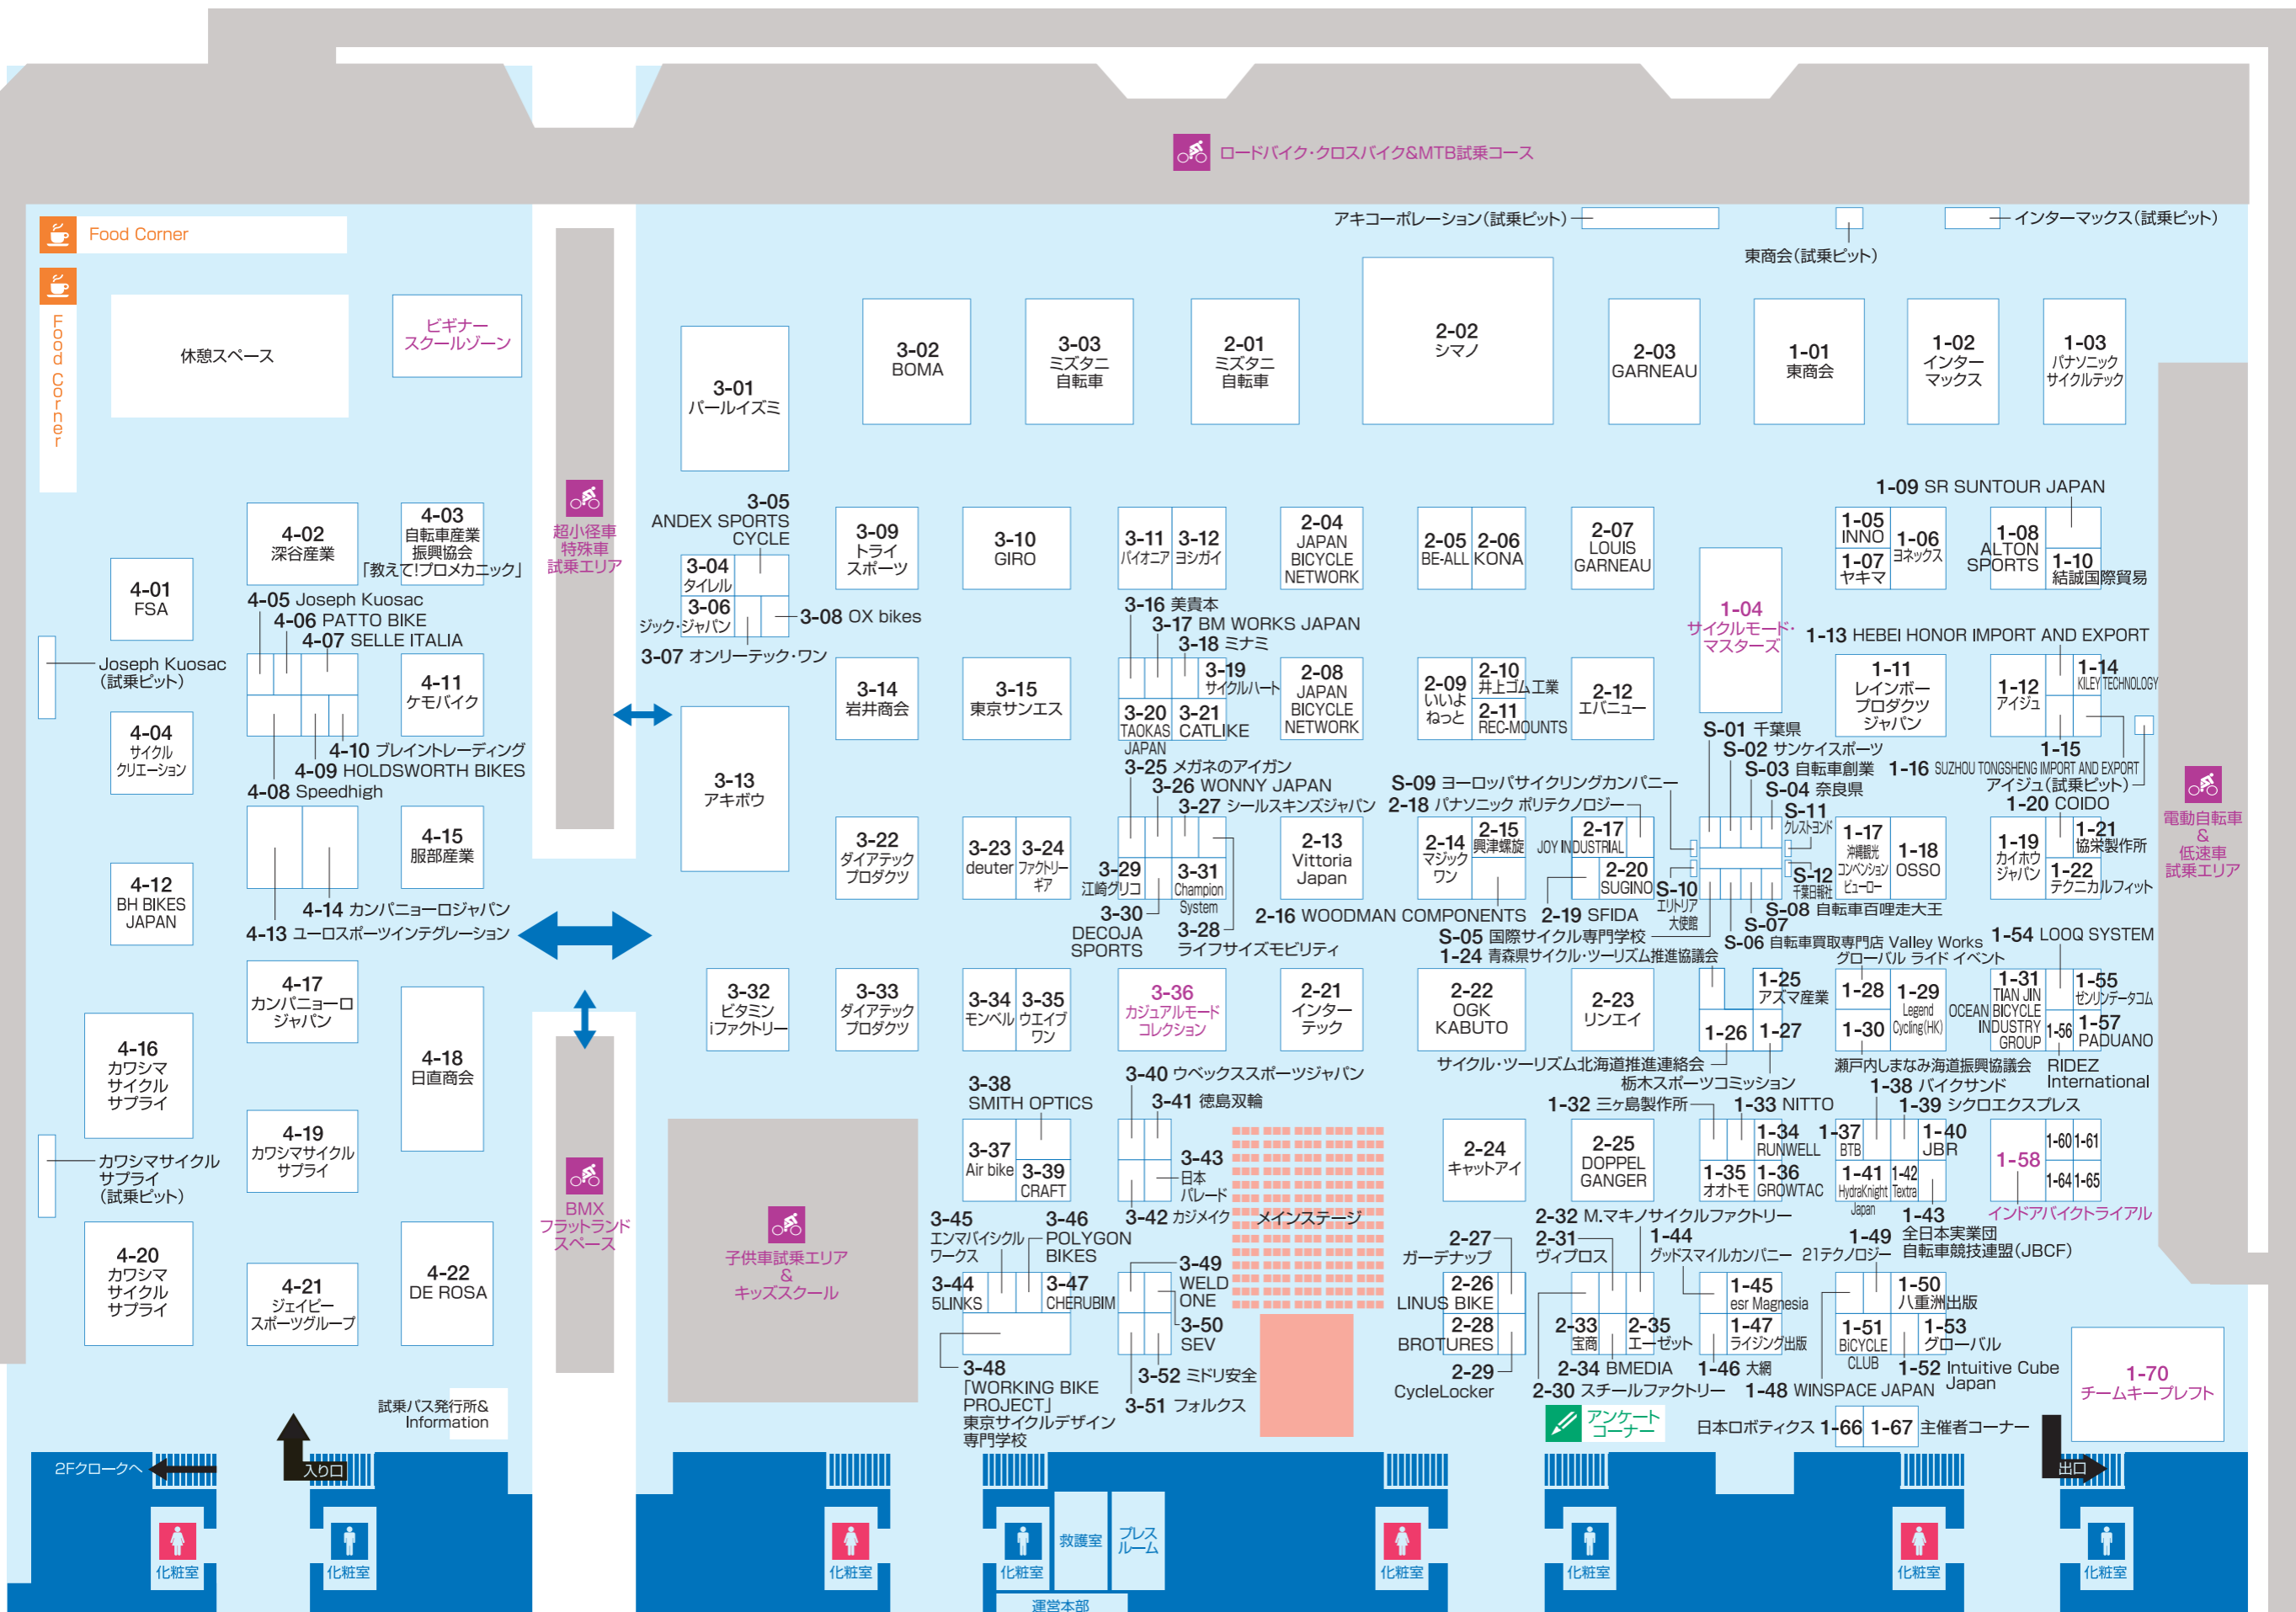 ロードバイク・クロスバイク&MTB試乗コース
Food Corner
Food Corner
アキコーポレーション(試乗ピット)
東商会(試乗ピット)
インターマックス(試乗ピット)
休憩スペース
ビギナー
スクールゾーン
3-01
パールイズミ
3-02
BOMA
3-03
ミズタニ
自転車
2-01
ミズタニ
自転車
2-02
シマノ
2-03
GARNEAU
1-01
東商会
1-02
インター
マックス
1-03
パナソニック
サイクルテック
4-01
FSA
4-02
深谷産業
4-03
自転車産業
振興協会
「教えて!プロメカニック」
超小径車
特殊車
試乗エリア
3-05
ANDEX SPORTS
CYCLE
3-04
タイレル
3-06
ジック・ジャパン
3-08 OX bikes
3-07 オンリーテック・ワン
3-09
トライ
スポーツ
3-10
GIRO
3-11
パイオニア
3-12
ヨシガイ
2-04
JAPAN
BICYCLE
NETWORK
2-05
BE-ALL
2-06
KONA
2-07
LOUIS
GARNEAU
1-04
サイクルモード・
マスターズ
1-09 SR SUNTOUR JAPAN
1-05
INNO
1-06
ヨネックス
1-07
ヤキマ
1-08
ALTON
SPORTS
1-10
結誠国際貿易
4-05 Joseph Kuosac
4-06 PATTO BIKE
4-07 SELLE ITALIA
Joseph Kuosac
(試乗ピット)
4-04
サイクル
クリエーション
4-11
ケモバイク
4-10 ブレイントレーディング
4-09 HOLDSWORTH BIKES
4-08 Speedhigh
3-13
アキボウ
3-14
岩井商会
3-15
東京サンエス
3-16 美貴本
3-17 BM WORKS JAPAN
3-18 ミナミ
3-19
サイクルハート
3-20
TAOKAS
JAPAN
3-21
CATLIKE
2-08
JAPAN
BICYCLE
NETWORK
2-09
いいよ
ねっと
2-10
井上ゴム工業
2-11
REC-MOUNTS
2-12
エバニュー
1-13 HEBEI HONOR IMPORT AND EXPORT
1-11
レインボー
プロダクツ
ジャパン
1-12
アイジュ
1-14
KILEY TECHNOLOGY
1-15
1-16 SUZHOU TONGSHENG IMPORT AND EXPORT
アイジュ(試乗ピット)
電動自転車
&
低速車
試乗エリア
4-12
BH BIKES
JAPAN
4-15
服部産業
4-14 カンパニョーロジャパン
4-13 ユーロスポーツインテグレーション
3-22
ダイアテック
プロダクツ
3-23
deuter
3-24
ファクトリー
ギア
3-25 メガネのアイガン
3-26 WONNY JAPAN
3-27 シールスキンズジャパン
3-29
江崎グリコ
3-30
DECOJA
SPORTS
3-31
Champion
System
3-28
ライフサイズモビリティ
2-13
Vittoria
Japan
2-14
マジック
ワン
2-15
興津螺旋
2-16 WOODMAN COMPONENTS
2-18 パナソニック ポリテクノロジー
2-17
JOY INDUSTRIAL
2-20
SUGINO
2-19 SFIDA
S-01 千葉県
S-02 サンケイスポーツ
S-03 自転車創業
S-04 奈良県
S-09 ヨーロッパサイクリングカンパニー
S-11
クレストヨンド
S-12
千葉日報社
S-10
エリトリア
大使館
S-08 自転車百哩走大王
S-07
S-06 自転車買取専門店 Valley Works
S-05 国際サイクル専門学校
1-17
沖縄観光
コンベンション
ビューロー
1-18
OSSO
1-20 COIDO
1-19
カイホウ
ジャパン
1-21
協栄製作所
1-22
テクニカルフィット
4-16
カワシマ
サイクル
サプライ
4-17
カンパニョーロ
ジャパン
4-18
日直商会
4-19
カワシマサイクル
サプライ
カワシマサイクル
サプライ
(試乗ピット)
3-32
ビタミン
iファクトリー
3-33
ダイアテック
プロダクツ
3-34
モンベル
3-35
ウエイブ
ワン
3-36
カジュアルモード
コレクション
2-21
インター
テック
2-22
OGK
KABUTO
2-23
リンエイ
1-24 青森県サイクル・ツーリズム推進協議会
1-25
アズマ産業
1-26
1-27
サイクル・ツーリズム北海道推進連絡会
栃木スポーツコミッション
グローバル ライド イベント
1-28
1-29
Legend
Cycling(HK)
1-30
瀬戸内しまなみ海道振興協議会
1-54 LOOQ SYSTEM
1-31
TIAN JIN
OCEAN BICYCLE
INDUSTRY
GROUP
1-55
ゼンリンデータコム
1-56
1-57
PADUANO
RIDEZ
International
BMX
フラットランド
スペース
子供車試乗エリア
&
キッズスクール
3-38
SMITH OPTICS
3-37
Air bike
3-39
CRAFT
3-40 ウベックススポーツジャパン
3-41 徳島双輪
3-43
日本
パレード
3-42 カジメイク
メインステージ
2-24
キャットアイ
2-25
DOPPEL
GANGER
1-32 三ヶ島製作所
1-33 NITTO
1-34
RUNWELL
1-35
オオトモ
1-36
GROWTAC
1-38 バイクサンド
1-39 シクロエクスプレス
1-37
BTB
1-40
JBR
1-41
HydraKnight
Japan
1-42
Textra
1-43
全日本実業団
自転車競技連盟(JBCF)
1-58
1-60
1-61
1-64
1-65
インドアバイクトライアル
4-20
カワシマ
サイクル
サプライ
4-21
ジェイピー
スポーツグループ
4-22
DE ROSA
3-45
エンマバイシクル
ワークス
3-46
POLYGON
BIKES
3-44
5LINKS
3-47
CHERUBIM
3-48
「WORKING BIKE
PROJECT」
東京サイクルデザイン
専門学校
3-49
WELD
ONE
3-50
SEV
3-52 ミドリ安全
3-51 フォルクス
2-27
ガーデナップ
2-26
LINUS BIKE
2-28
BROTURES
2-29
CycleLocker
2-32 M.マキノサイクルファクトリー
2-31
ヴィプロス
2-33
宝商
2-35
エーゼット
2-34 BMEDIA
2-30 スチールファクトリー
1-44
グッドスマイルカンパニー
1-45
esr Magnesia
1-47
ライジング出版
1-46 大網
1-49
21テクノロジー
1-50
八重洲出版
1-51
BiCYCLE
CLUB
1-53
グローバル
1-52 Intuitive Cube
Japan
1-48 WINSPACE JAPAN
1-70
チームキープレフト
試乗パス発行所&
Information
アンケート
コーナー
日本ロボティクス 1-66
1-67 主催者コーナー
2Fクロークへ
入り口
出口
化粧室
化粧室
化粧室
化粧室
救護室
プレス
ルーム
化粧室
化粧室
化粧室
化粧室
運営本部